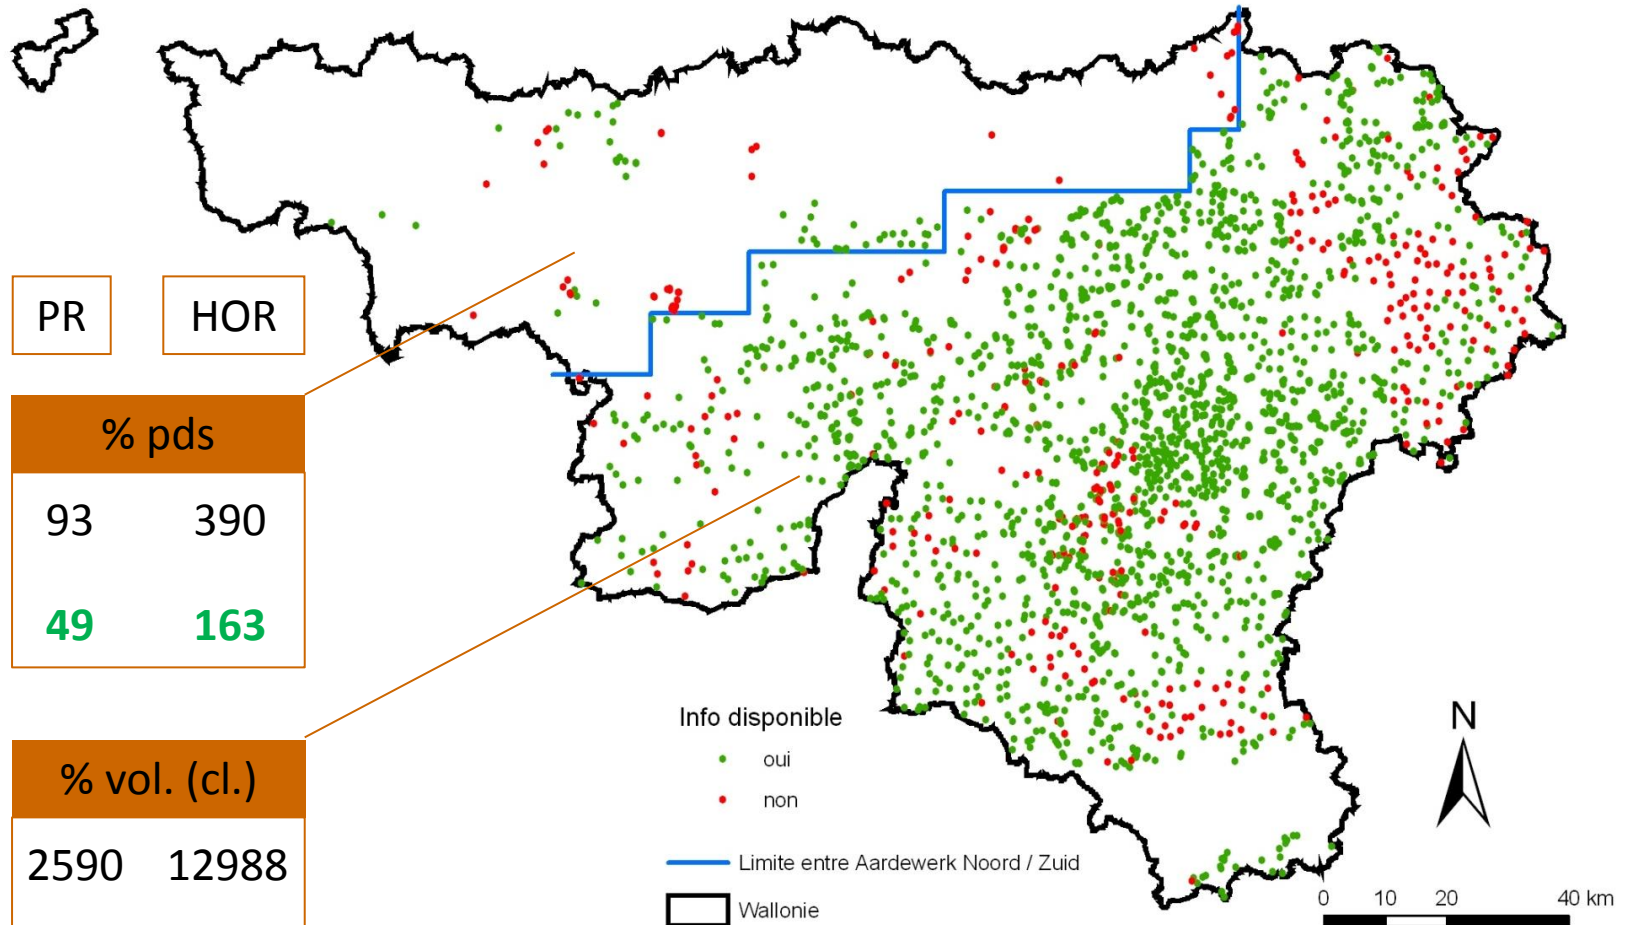 PR HOR
% pds
93 390
49 163
% vol. (cl.)
2590 12988
Info disponible
oui
non
Limite entre Aardewerk Noord / Zuid
Wallonie
N
0 10 20 40 km